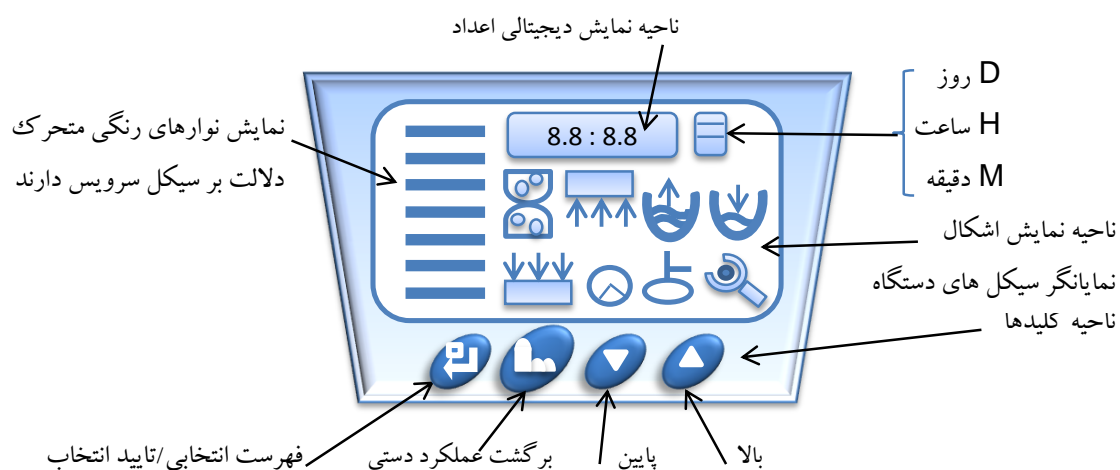 ناحیه نمایش دیجیتالی اعداد
D روز
H ساعت
M دقیقه
8.8 : 8.8
نمایش نوارهای رنگی متحرک
دلالت بر سیکل سرویس دارند
ناحیه نمایش اشکال
نمایانگر سیکل های دستگاه
ناحیه کلیدها
بالا
پایین
برگشت عملکرد دستی
فهرست انتخابی/تایید انتخاب